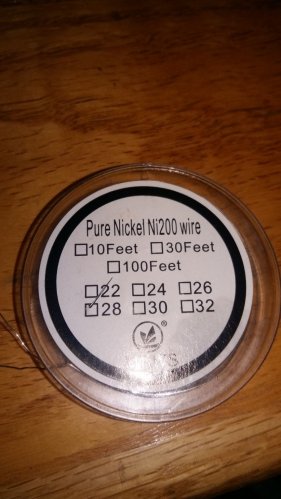 Pure Nickel Ni200 wire
☐10Feet ☐30Feet
☐100Feet
☐22 ☐24 ☐26
☑28 ☐30 ☐32
®